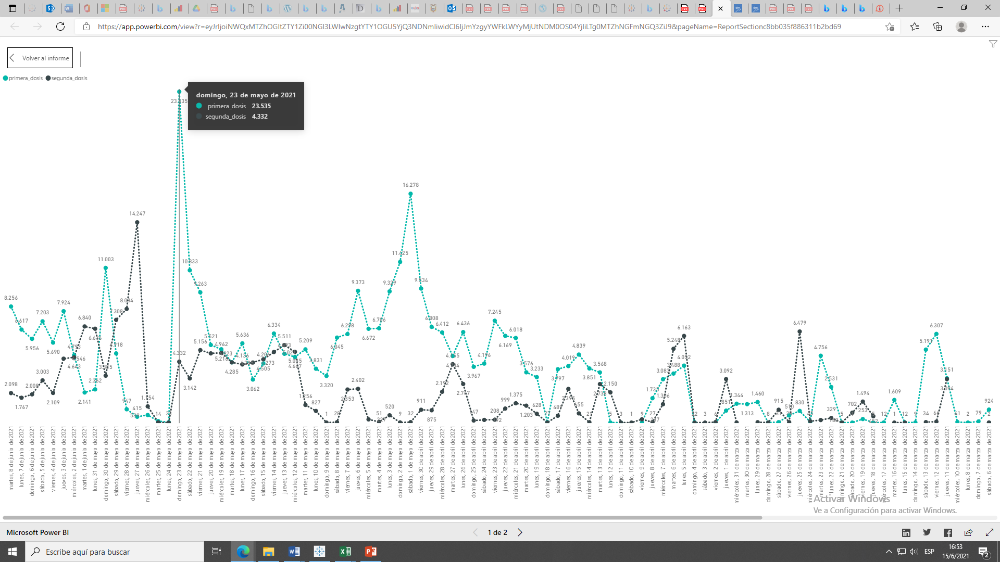 https://app.powerbi.com/view?r=eyJrIjoiNWQxMTZhOGItZTY1Zi00NGI3LWIwNzgtYTY1OGU5YjQ3NDNmIiwidCI6IjJmYzgyYWFkLWYyMjUtNDM0OS04YjliLTg0MTZhNGFmNGQ3ZiJ9&pageName=ReportSectionc8bb035f886311b2bd69
Volver al informe
primera_dosis segunda_dosis
domingo, 23 de mayo de 2021
primera_dosis 23.535
segunda_dosis 4.332
16.278
14.247
11.003
10.833
11.425
9.263
9.373
9.329
8.256
7.924
7.203
6.840
6.617
5.956
5.690
7.245
6.436
6.412
6.808
6.334
6.479
6.307
6.163
6.169
6.018
6.672
6.045
5.636
5.511
5.209
5.156
4.962
4.839
4.756
4.332
4.285
4.019
3.967
3.851
3.568
3.576
3.320
3.233
3.142
3.092
3.062
3.003
2.531
2.402
2.353
2.192
2.150
2.141
2.109
2.098
2.008
1.767
1.609
1.494
1.460
1.375
1.313
1.203
999
924
915
911
875
830
827
702
520
415
martes, 8 de junio de 2021
lunes, 7 de junio de 2021
domingo, 6 de junio de 2021
sábado, 5 de junio de 2021
viernes, 4 de junio de 2021
jueves, 3 de junio de 2021
miércoles, 2 de junio de 2021
martes, 1 de junio de 2021
lunes, 31 de mayo de 2021
domingo, 30 de mayo de 2021
sábado, 29 de mayo de 2021
viernes, 28 de mayo de 2021
jueves, 27 de mayo de 2021
miércoles, 26 de mayo de 2021
martes, 25 de mayo de 2021
lunes, 24 de mayo de 2021
domingo, 23 de mayo de 2021
sábado, 22 de mayo de 2021
viernes, 21 de mayo de 2021
jueves, 20 de mayo de 2021
miércoles, 19 de mayo de 2021
martes, 18 de mayo de 2021
lunes, 17 de mayo de 2021
domingo, 16 de mayo de 2021
sábado, 15 de mayo de 2021
viernes, 14 de mayo de 2021
jueves, 13 de mayo de 2021
miércoles, 12 de mayo de 2021
martes, 11 de mayo de 2021
lunes, 10 de mayo de 2021
domingo, 9 de mayo de 2021
sábado, 8 de mayo de 2021
viernes, 7 de mayo de 2021
jueves, 6 de mayo de 2021
miércoles, 5 de mayo de 2021
martes, 4 de mayo de 2021
lunes, 3 de mayo de 2021
domingo, 2 de mayo de 2021
sábado, 1 de mayo de 2021
viernes, 30 de abril de 2021
jueves, 29 de abril de 2021
miércoles, 28 de abril de 2021
martes, 27 de abril de 2021
lunes, 26 de abril de 2021
domingo, 25 de abril de 2021
sábado, 24 de abril de 2021
viernes, 23 de abril de 2021
jueves, 22 de abril de 2021
miércoles, 21 de abril de 2021
martes, 20 de abril de 2021
lunes, 19 de abril de 2021
domingo, 18 de abril de 2021
sábado, 17 de abril de 2021
viernes, 16 de abril de 2021
jueves, 15 de abril de 2021
miércoles, 14 de abril de 2021
martes, 13 de abril de 2021
lunes, 12 de abril de 2021
domingo, 11 de abril de 2021
sábado, 10 de abril de 2021
viernes, 9 de abril de 2021
jueves, 8 de abril de 2021
miércoles, 7 de abril de 2021
martes, 6 de abril de 2021
lunes, 5 de abril de 2021
domingo, 4 de abril de 2021
sábado, 3 de abril de 2021
viernes, 2 de abril de 2021
jueves, 1 de abril de 2021
miércoles, 31 de marzo de 2021
martes, 30 de marzo de 2021
lunes, 29 de marzo de 2021
domingo, 28 de marzo de 2021
sábado, 27 de marzo de 2021
viernes, 26 de marzo de 2021
jueves, 25 de marzo de 2021
miércoles, 24 de marzo de 2021
martes, 23 de marzo de 2021
lunes, 22 de marzo de 2021
domingo, 21 de marzo de 2021
sábado, 20 de marzo de 2021
viernes, 19 de marzo de 2021
jueves, 18 de marzo de 2021
miércoles, 17 de marzo de 2021
martes, 16 de marzo de 2021
lunes, 15 de marzo de 2021
domingo, 14 de marzo de 2021
sábado, 13 de marzo de 2021
viernes, 12 de marzo de 2021
jueves, 11 de marzo de 2021
miércoles, 10 de marzo de 2021
lunes, 8 de marzo de 2021
domingo, 7 de marzo de 2021
sábado, 6 de marzo de 2021
Activar Windows
Ve a Configuración para activar Windows.
Microsoft Power BI
1 de 2
Escribe aquí para buscar
ESP
16:53
15/6/2021
2